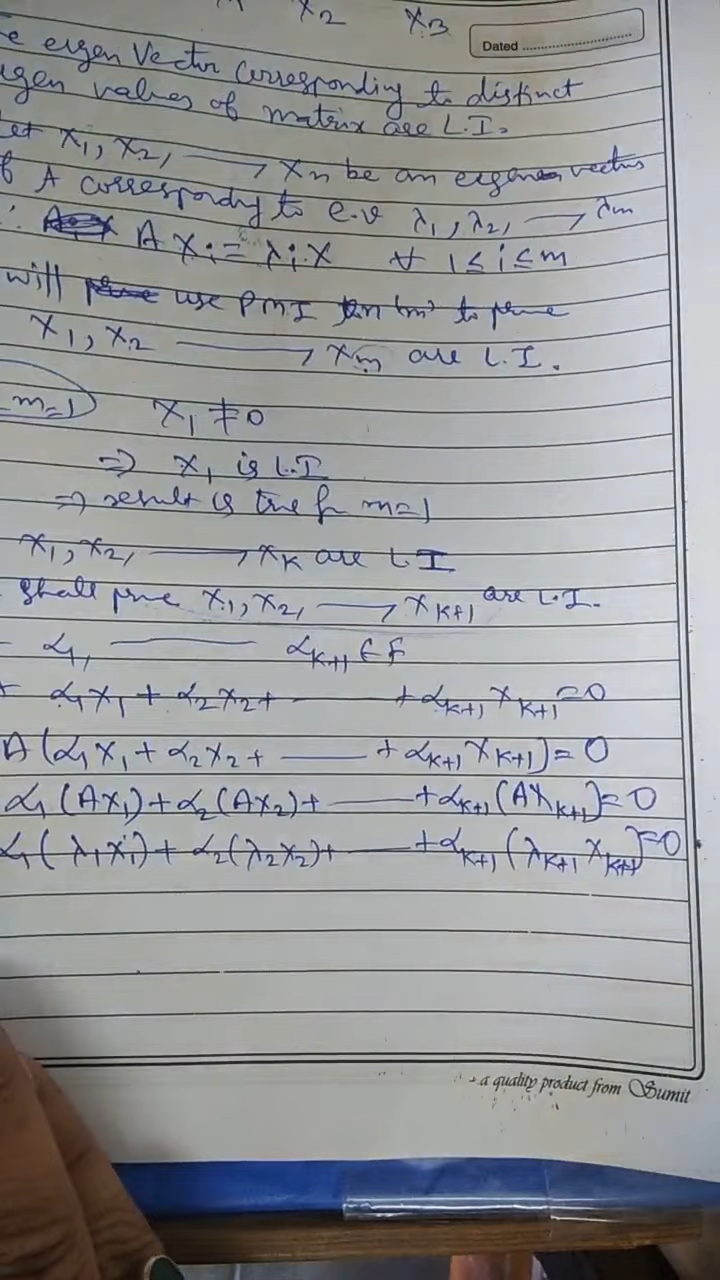 x2 x3
Dated
e eigen Vector Corresponding to distinct
igen values of matrix are L.I.
Let x1, x2, ⟶ xn be an eigen vectors
f A correspondg to e.v λ1, λ2, ⟶ λm
∴ A Xi = λi X ∀ 1 ≤ i ≤ m
will use PMI on 'm' to prove
X1, X2 ⟶ Xm are L.I.
m=1 X1 ≠ 0
⇒ X1 is L.I
⇒ result is true for m=1
X1, X2, ⟶ XK are L.I
Shall prove X1, X2, ⟶ XK+1 are L.I.
α1, — αK+1 ∈ F
α1X1 + α2X2 + — + αK+1 XK+1 = 0
A(α1X1 + α2X2 + — + αK+1 XK+1) = 0
α1(AX1) + α2(AX2) + — + αK+1(AXK+1) = 0
α1(λ1X1) + α2(λ2X2) + — + αK+1(λK+1 XK+1) = 0
a quality product from Sumit